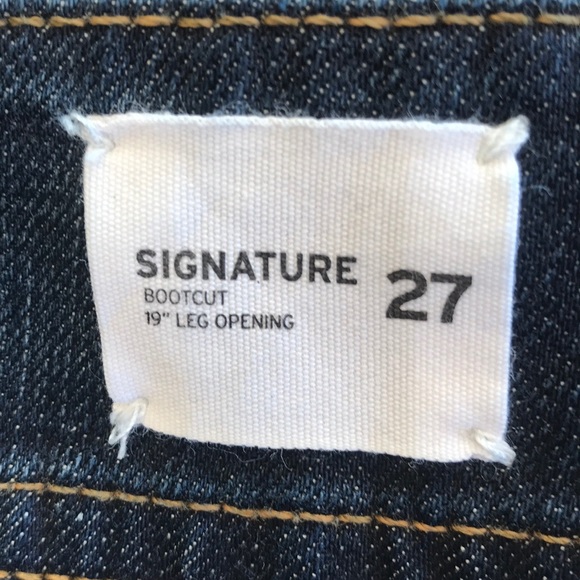 SIGNATURE 27
BOOTCUT
19" LEG OPENING